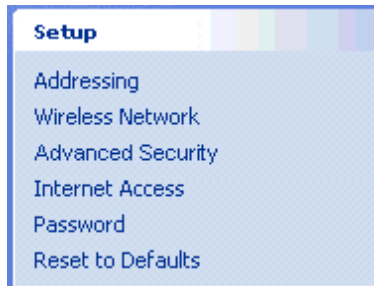 Setup
Addressing
Wireless Network
Advanced Security
Internet Access
Password
Reset to Defaults